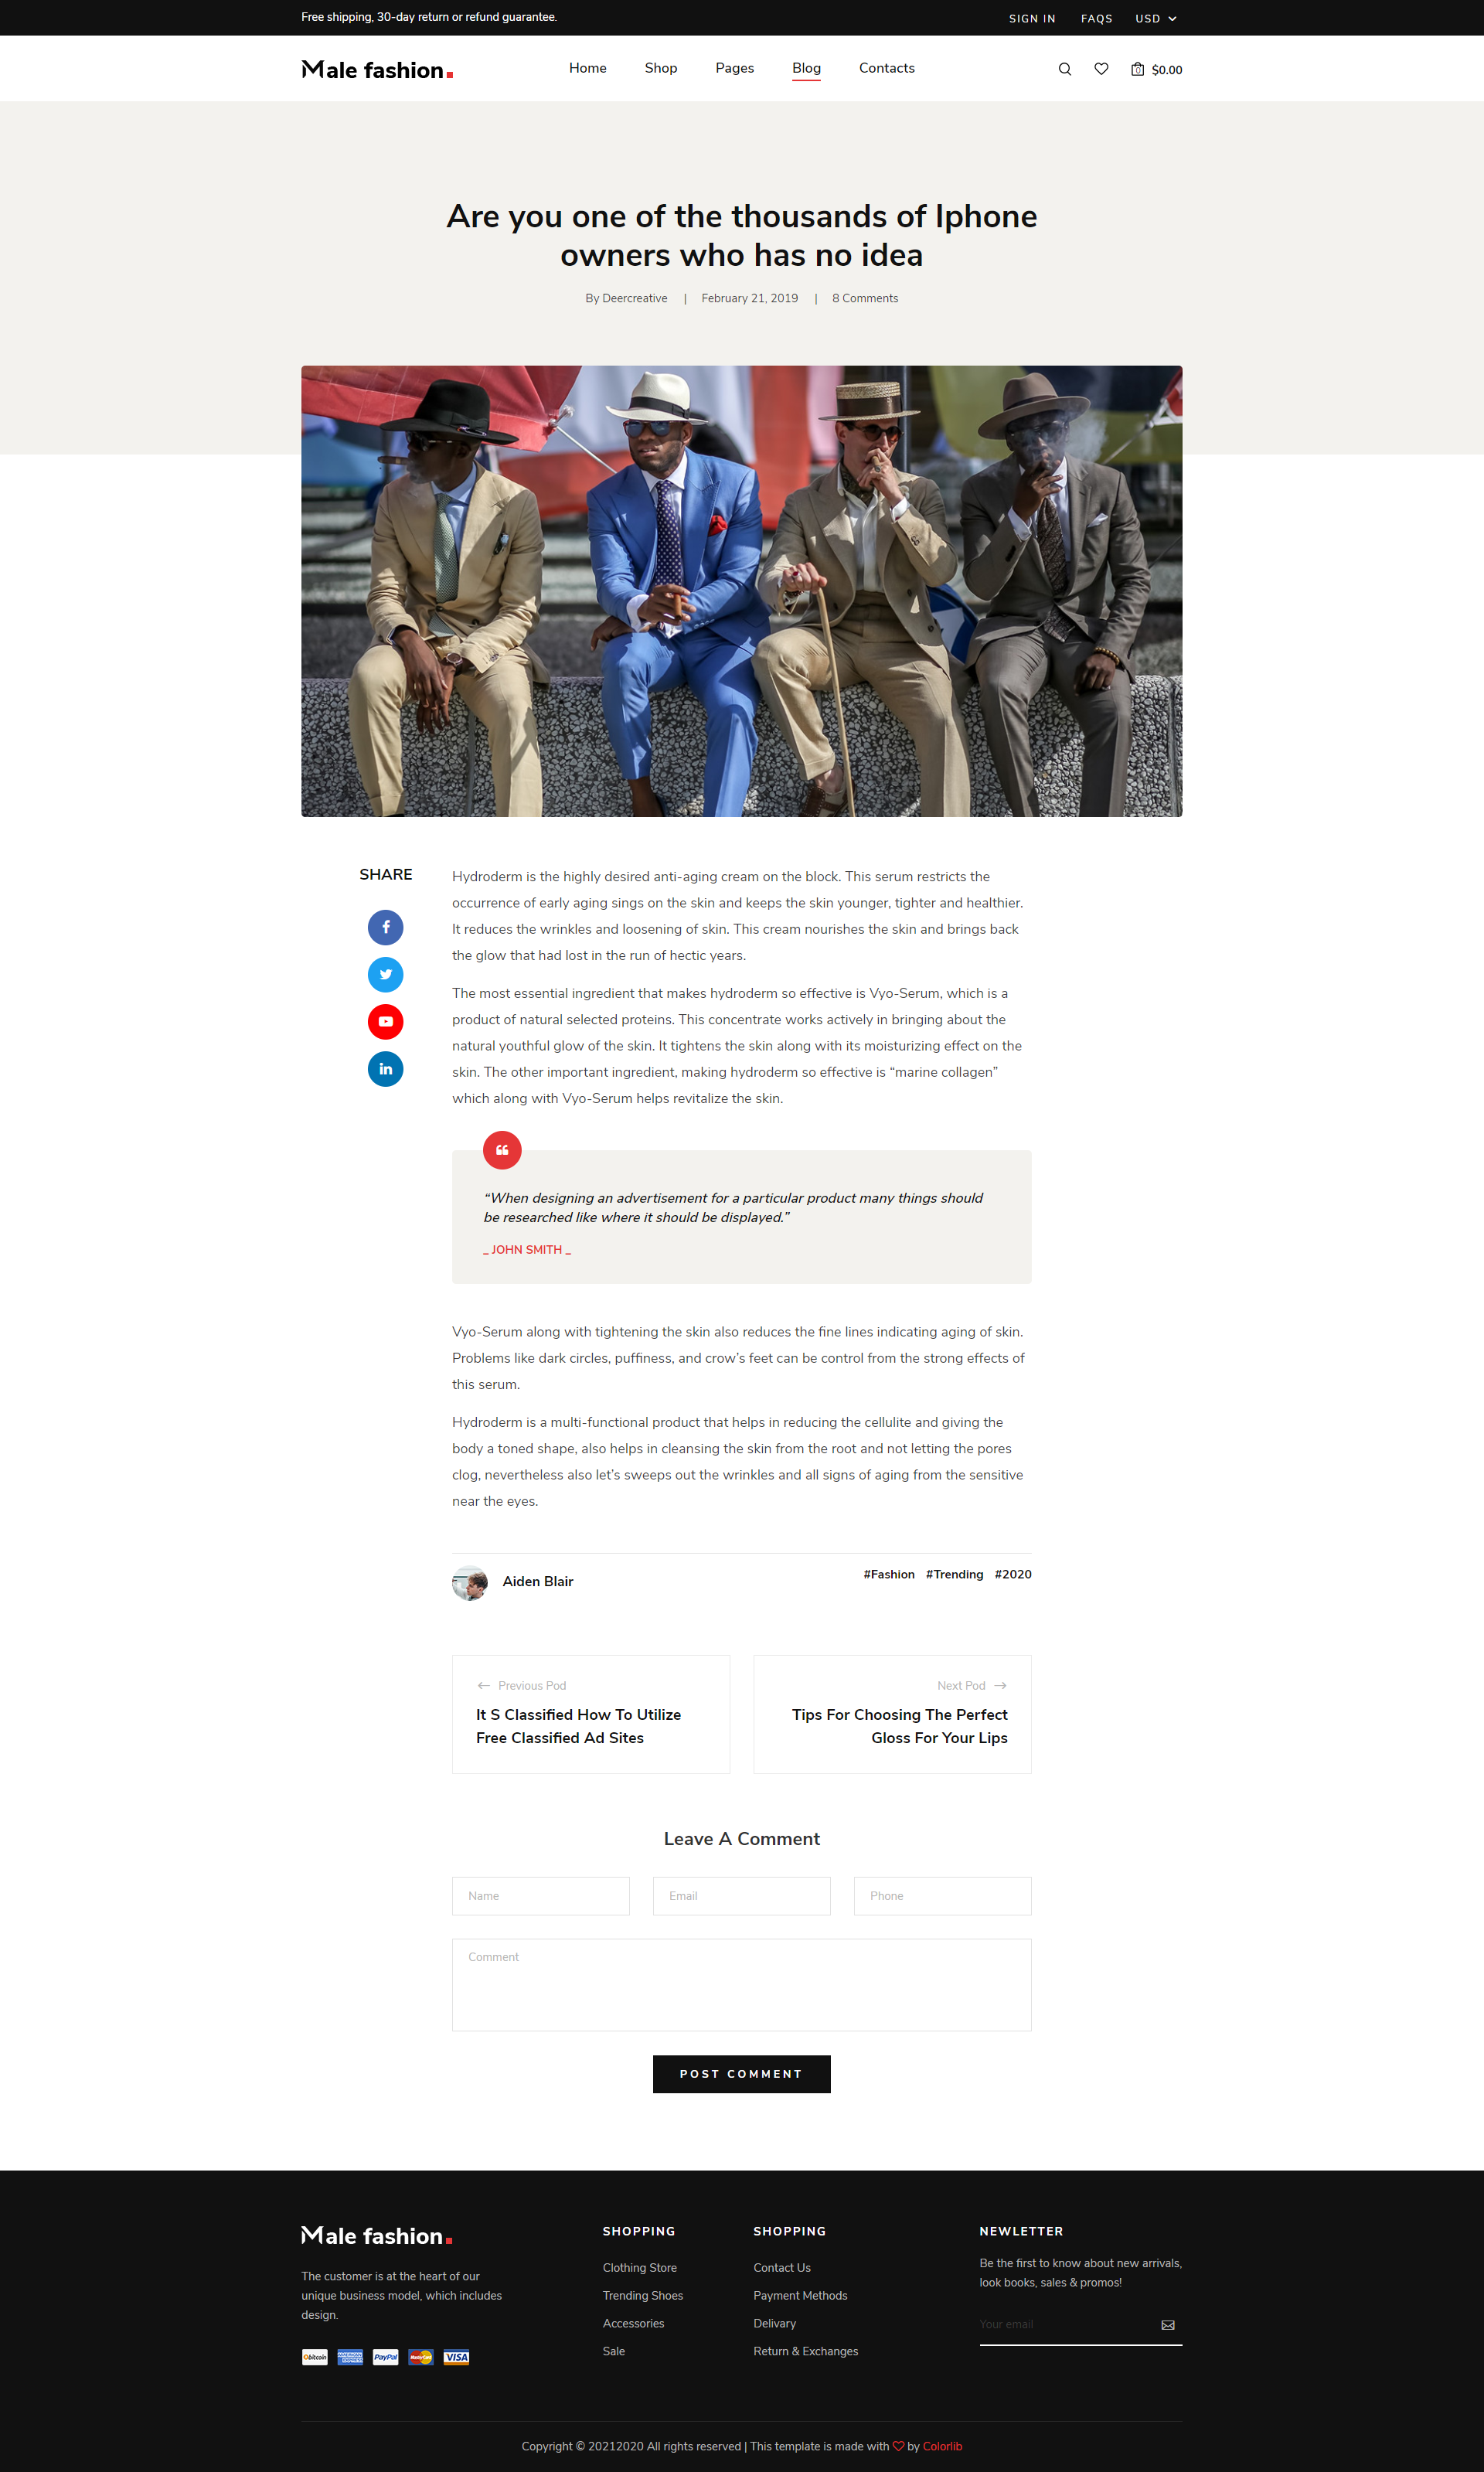 Free shipping, 30-day return or refund guarantee.
SIGN IN FAQS USD
Male fashion.
Home Shop Pages Blog Contacts
0 $0.00
Are you one of the thousands of Iphone
owners who has no idea
By Deercreative | February 21, 2019 | 8 Comments
SHARE
Hydroderm is the highly desired anti-aging cream on the block. This serum restricts the
occurrence of early aging sings on the skin and keeps the skin younger, tighter and healthier.
It reduces the wrinkles and loosening of skin. This cream nourishes the skin and brings back
the glow that had lost in the run of hectic years.
The most essential ingredient that makes hydroderm so effective is Vyo-Serum, which is a
product of natural selected proteins. This concentrate works actively in bringing about the
natural youthful glow of the skin. It tightens the skin along with its moisturizing effect on the
skin. The other important ingredient, making hydroderm so effective is “marine collagen”
which along with Vyo-Serum helps revitalize the skin.
“When designing an advertisement for a particular product many things should
be researched like where it should be displayed.”
_ JOHN SMITH _
Vyo-Serum along with tightening the skin also reduces the fine lines indicating aging of skin.
Problems like dark circles, puffiness, and crow’s feet can be control from the strong effects of
this serum.
Hydroderm is a multi-functional product that helps in reducing the cellulite and giving the
body a toned shape, also helps in cleansing the skin from the root and not letting the pores
clog, nevertheless also let’s sweeps out the wrinkles and all signs of aging from the sensitive
near the eyes.
Aiden Blair
#Fashion #Trending #2020
Previous Pod
It S Classified How To Utilize
Free Classified Ad Sites
Next Pod
Tips For Choosing The Perfect
Gloss For Your Lips
Leave A Comment
Name Email Phone
Comment
POST COMMENT
Male fashion.
The customer is at the heart of our
unique business model, which includes
design.
bitcoin PayPal MasterCard VISA
SHOPPING
Clothing Store
Trending Shoes
Accessories
Sale
SHOPPING
Contact Us
Payment Methods
Delivary
Return & Exchanges
NEWLETTER
Be the first to know about new arrivals,
look books, sales & promos!
Your email
Copyright © 20212020 All rights reserved | This template is made with ♡ by Colorlib